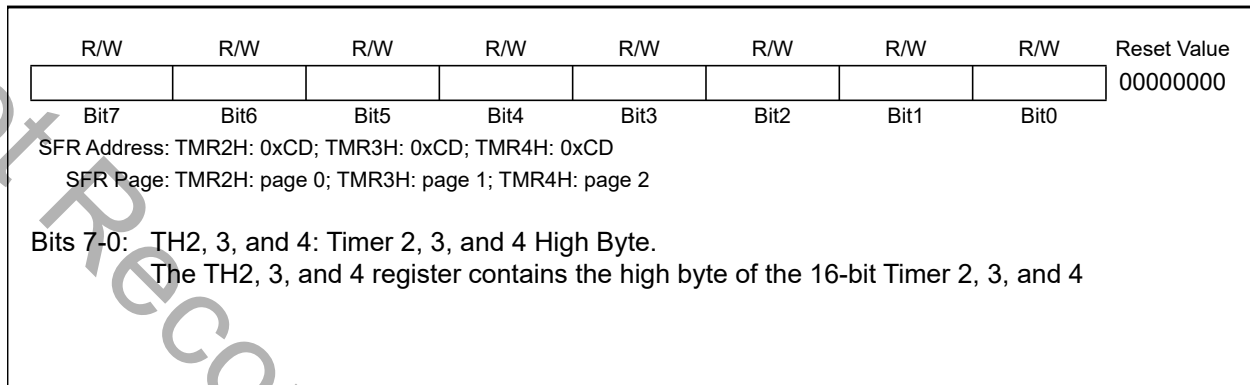 R/W R/W R/W R/W R/W R/W R/W R/W Reset Value
00000000
Bit7 Bit6 Bit5 Bit4 Bit3 Bit2 Bit1 Bit0
SFR Address: TMR2H: 0xCD; TMR3H: 0xCD; TMR4H: 0xCD
SFR Page: TMR2H: page 0; TMR3H: page 1; TMR4H: page 2
Bits 7-0: TH2, 3, and 4: Timer 2, 3, and 4 High Byte.
The TH2, 3, and 4 register contains the high byte of the 16-bit Timer 2, 3, and 4